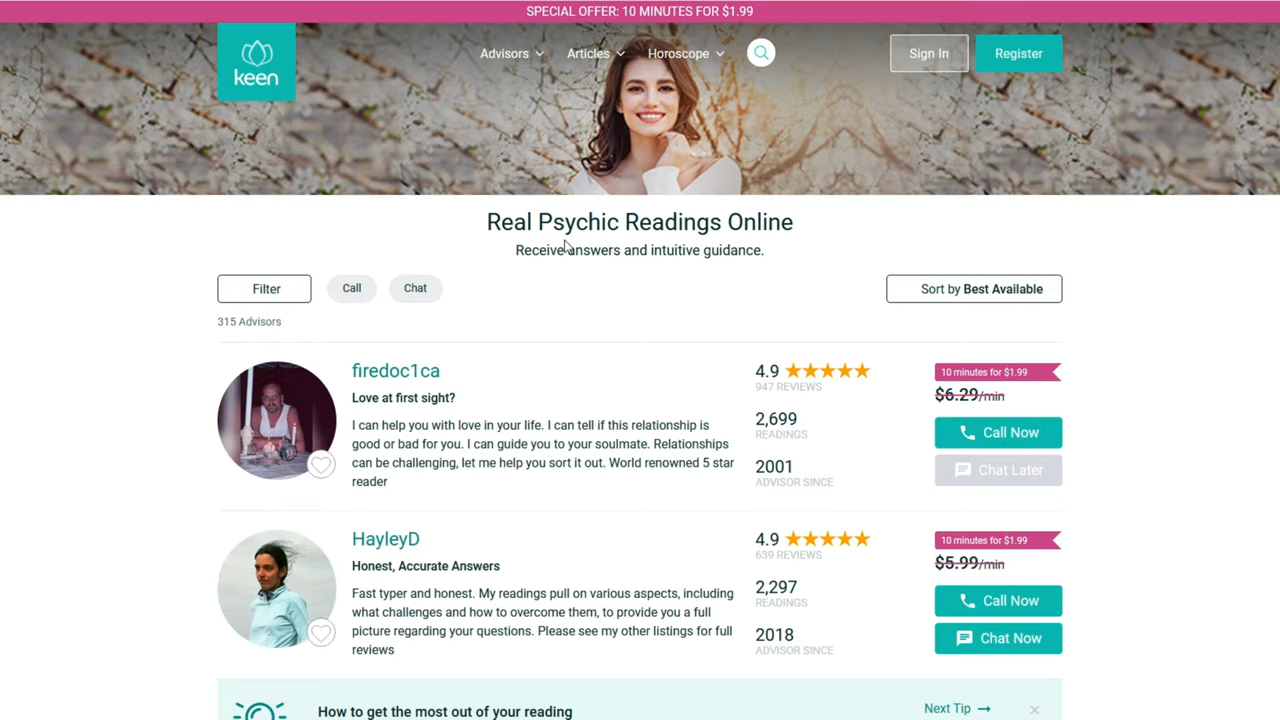 SPECIAL OFFER: 10 MINUTES FOR $1.99
keen
Advisors
Articles
Horoscope
Sign In
Register
Real Psychic Readings Online
Receive answers and intuitive guidance.
Filter
Call
Chat
Sort by Best Available
315 Advisors
firedoc1ca
Love at first sight?
I can help you with love in your life. I can tell if this relationship is
good or bad for you. I can guide you to your soulmate. Relationships
can be challenging, let me help you sort it out. World renowned 5 star
reader
4.9
947 REVIEWS
2,699
READINGS
2001
ADVISOR SINCE
10 minutes for $1.99
$6.29/min
Call Now
Chat Later
HayleyD
Honest, Accurate Answers
Fast typer and honest. My readings pull on various aspects, including
what challenges and how to overcome them, to provide you a full
picture regarding your questions. Please see my other listings for full
reviews
4.9
639 REVIEWS
2,297
READINGS
2018
ADVISOR SINCE
10 minutes for $1.99
$5.99/min
Call Now
Chat Now
How to get the most out of your reading
Next Tip